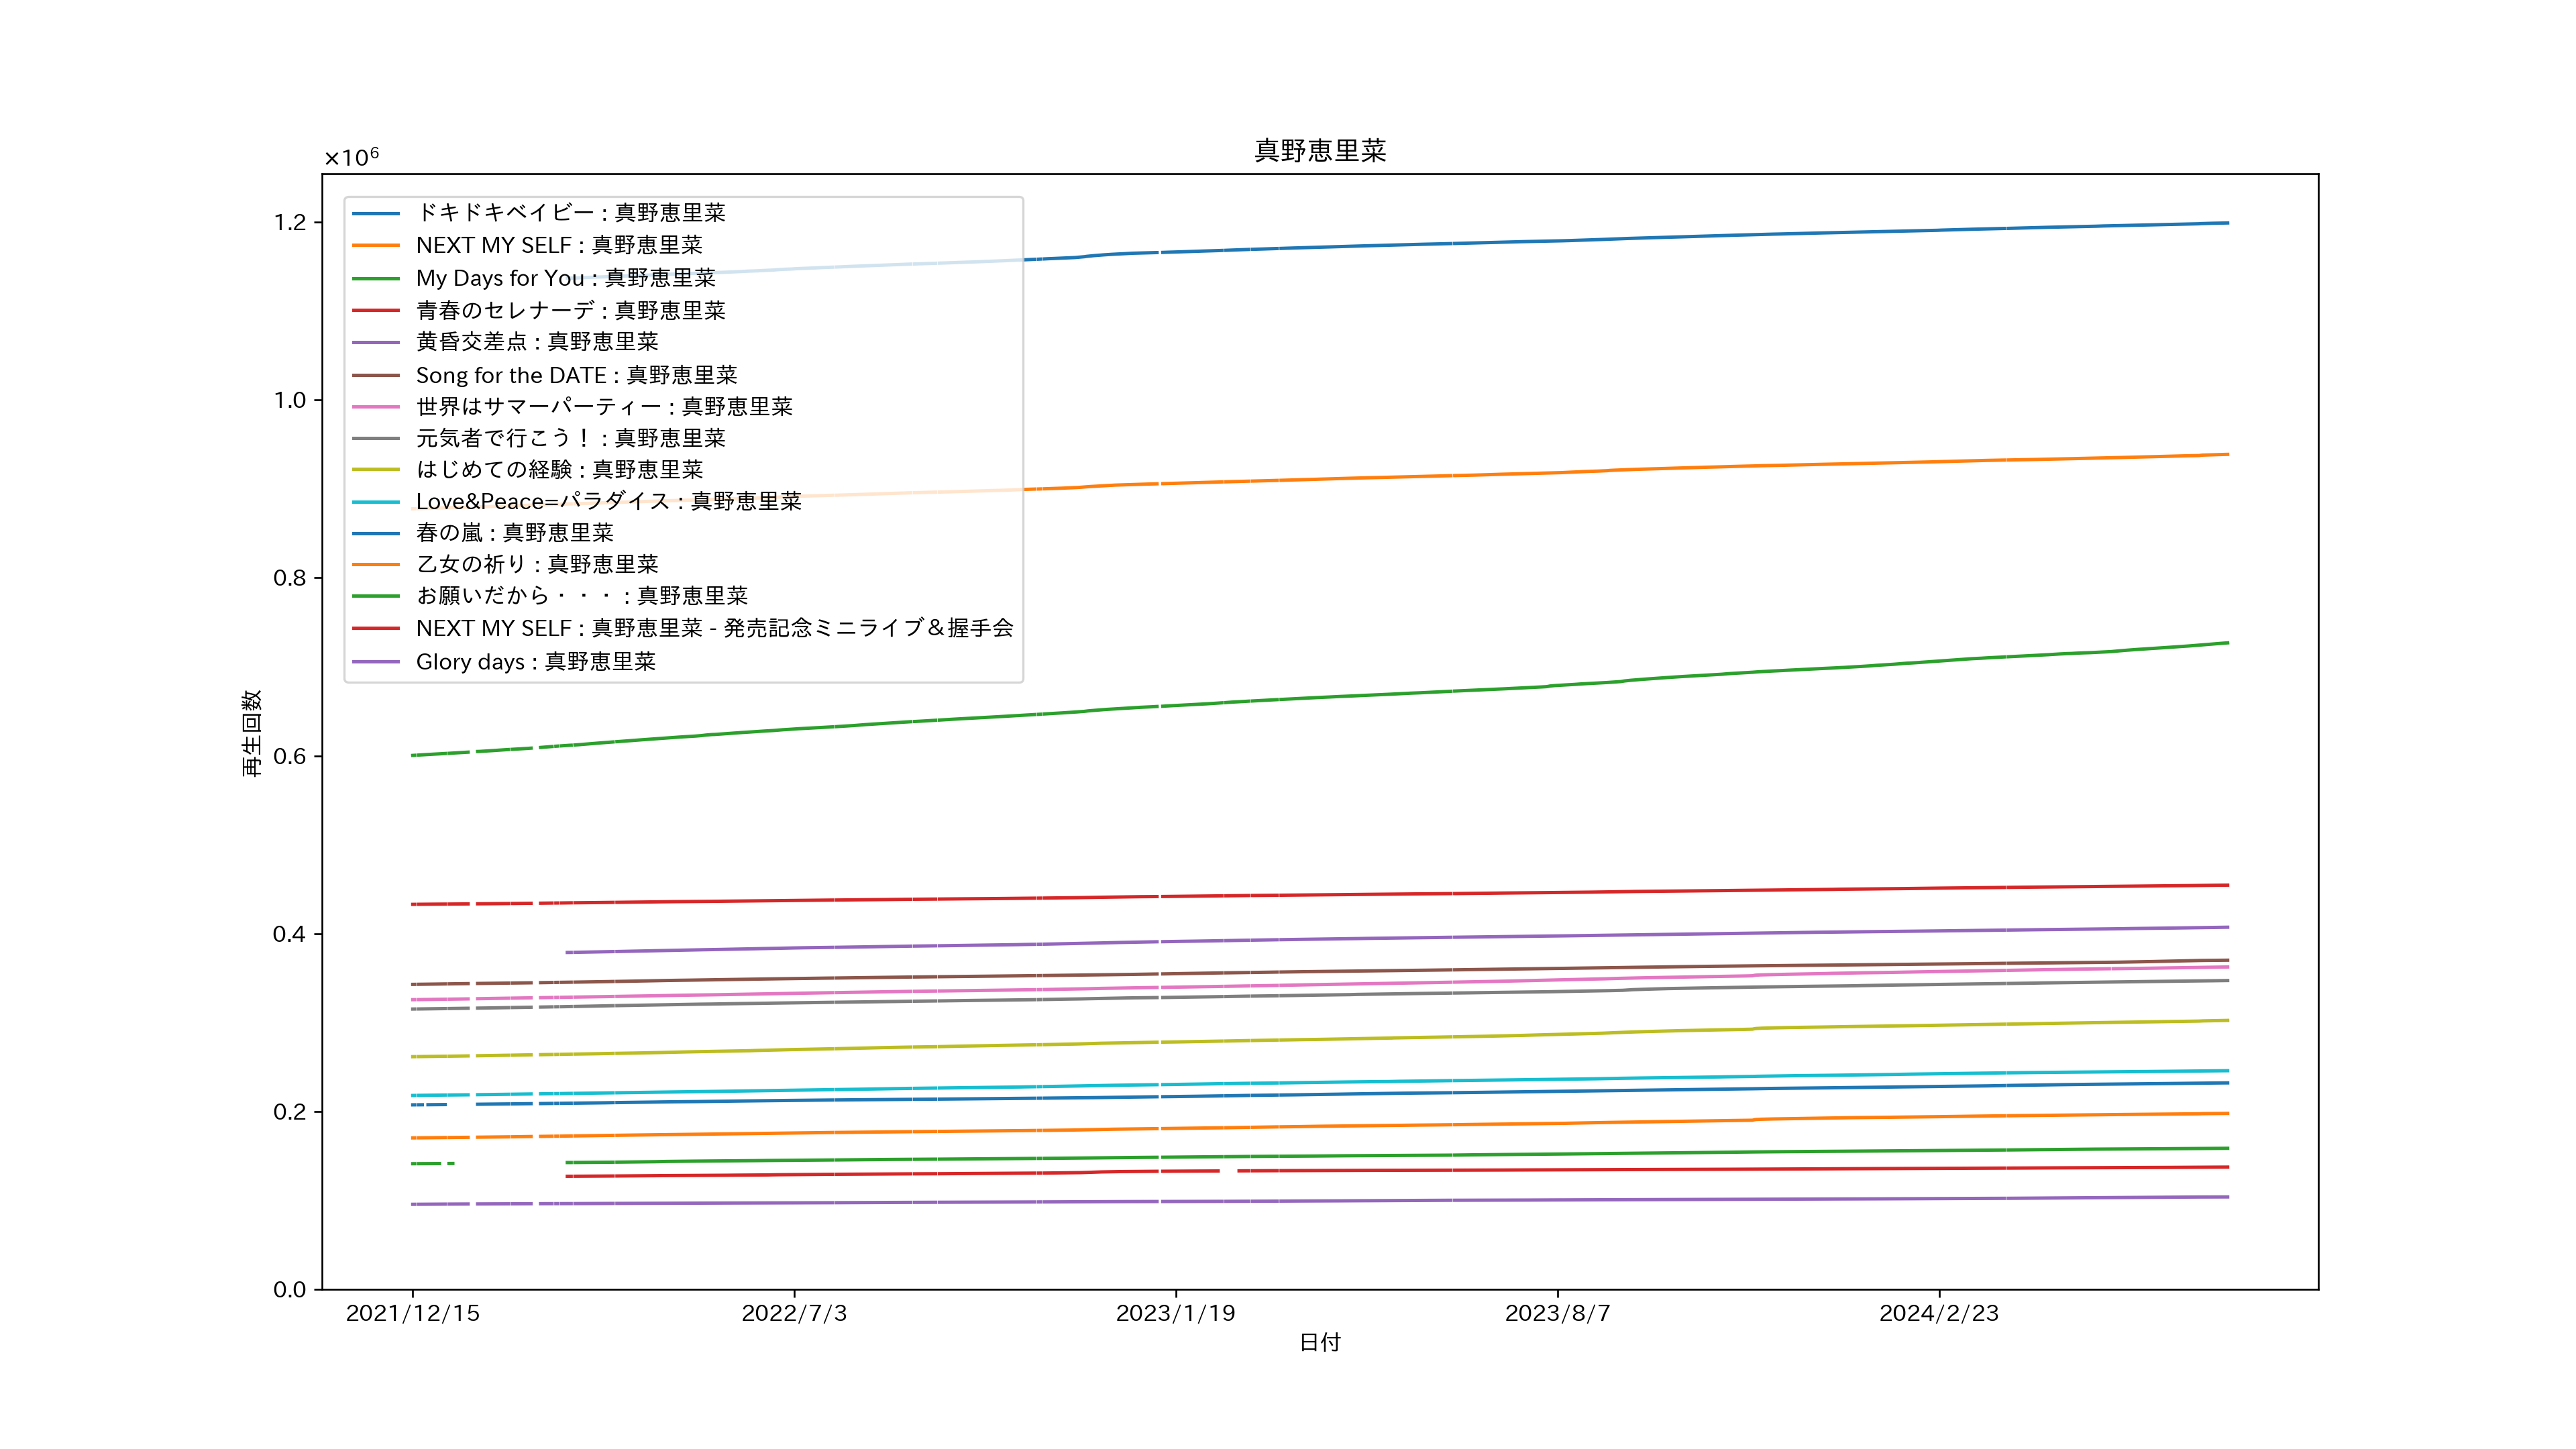 真野恵里菜
×10⁶
1.2
1.0
0.8
0.6
0.4
0.2
0.0
再生回数
ドキドキベイビー : 真野恵里菜
NEXT MY SELF : 真野恵里菜
My Days for You : 真野恵里菜
青春のセレナーデ : 真野恵里菜
黄昏交差点 : 真野恵里菜
Song for the DATE : 真野恵里菜
世界はサマーパーティー : 真野恵里菜
元気者で行こう！ : 真野恵里菜
はじめての経験 : 真野恵里菜
Love&Peace=パラダイス : 真野恵里菜
春の嵐 : 真野恵里菜
乙女の祈り : 真野恵里菜
お願いだから・・・ : 真野恵里菜
NEXT MY SELF : 真野恵里菜 - 発売記念ミニライブ＆握手会
Glory days : 真野恵里菜
2021/12/15 2022/7/3 2023/1/19 2023/8/7 2024/2/23
日付